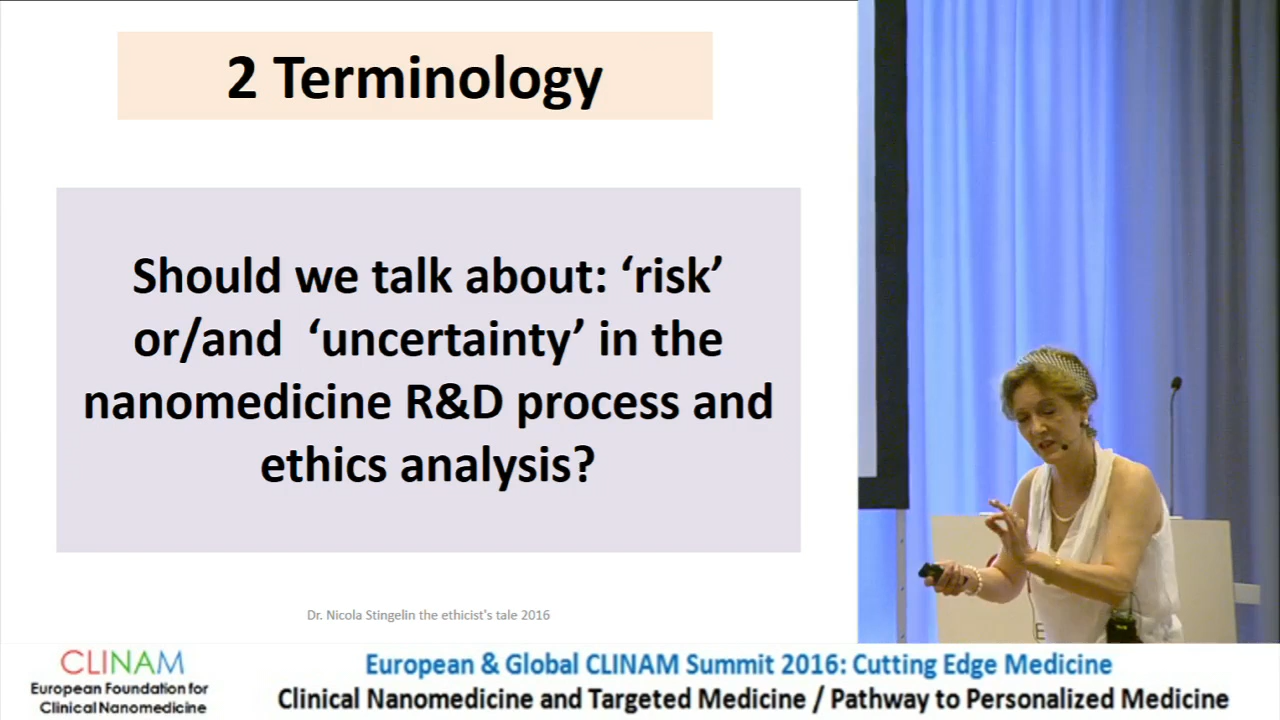 2 Terminology
Should we talk about: ‘risk’
or/and ‘uncertainty’ in the
nanomedicine R&D process and
ethics analysis?
Dr. Nicola Stingelin the ethicist's tale 2016
CLINAM
European Foundation for
Clinical Nanomedicine
European & Global CLINAM Summit 2016: Cutting Edge Medicine
Clinical Nanomedicine and Targeted Medicine / Pathway to Personalized Medicine